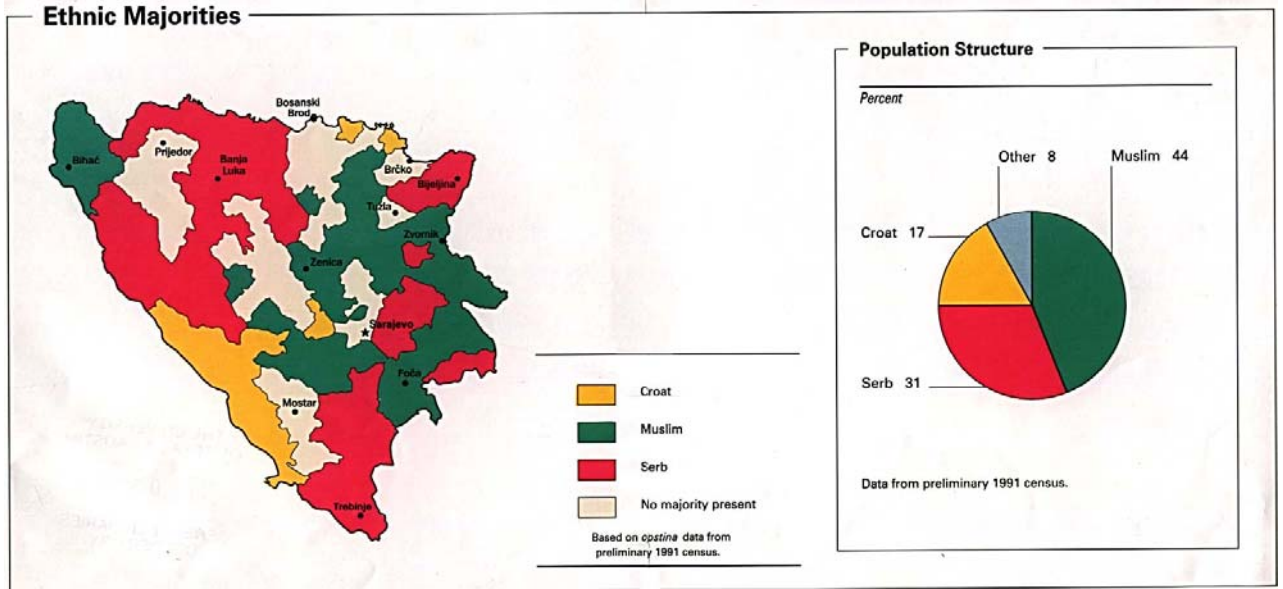 Ethnic Majorities
Bosanski
Brod
Bihać
Prijedor
Banja
Luka
Brčko
Bijeljina
Tuzla
Zvornik
Zenica
Sarajevo
Foča
Mostar
Trebinje
Croat
Muslim
Serb
No majority present
Based on opstina data from
preliminary 1991 census.
Population Structure
Percent
Other 8
Muslim 44
Croat 17
Serb 31
Data from preliminary 1991 census.